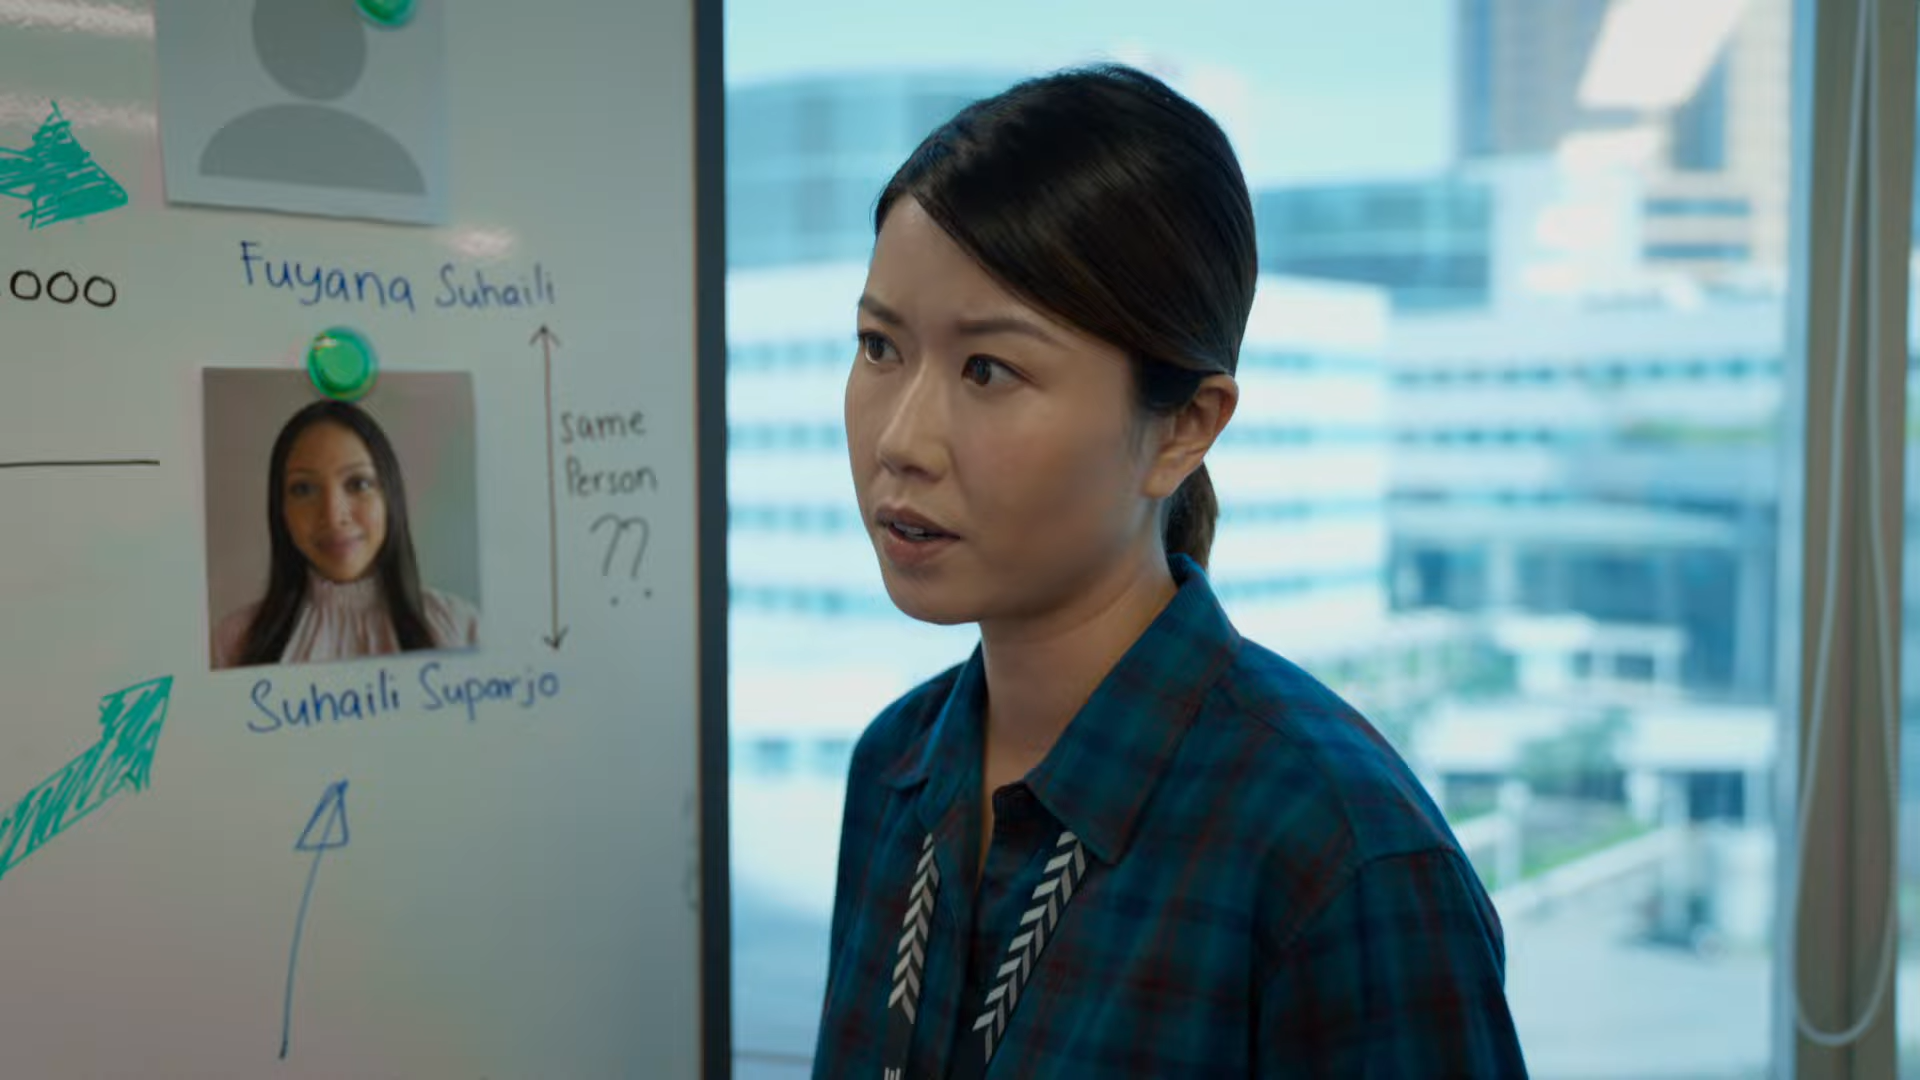 000
Fuyana Suhaili
same
Person
??
Suhaili Suparjo